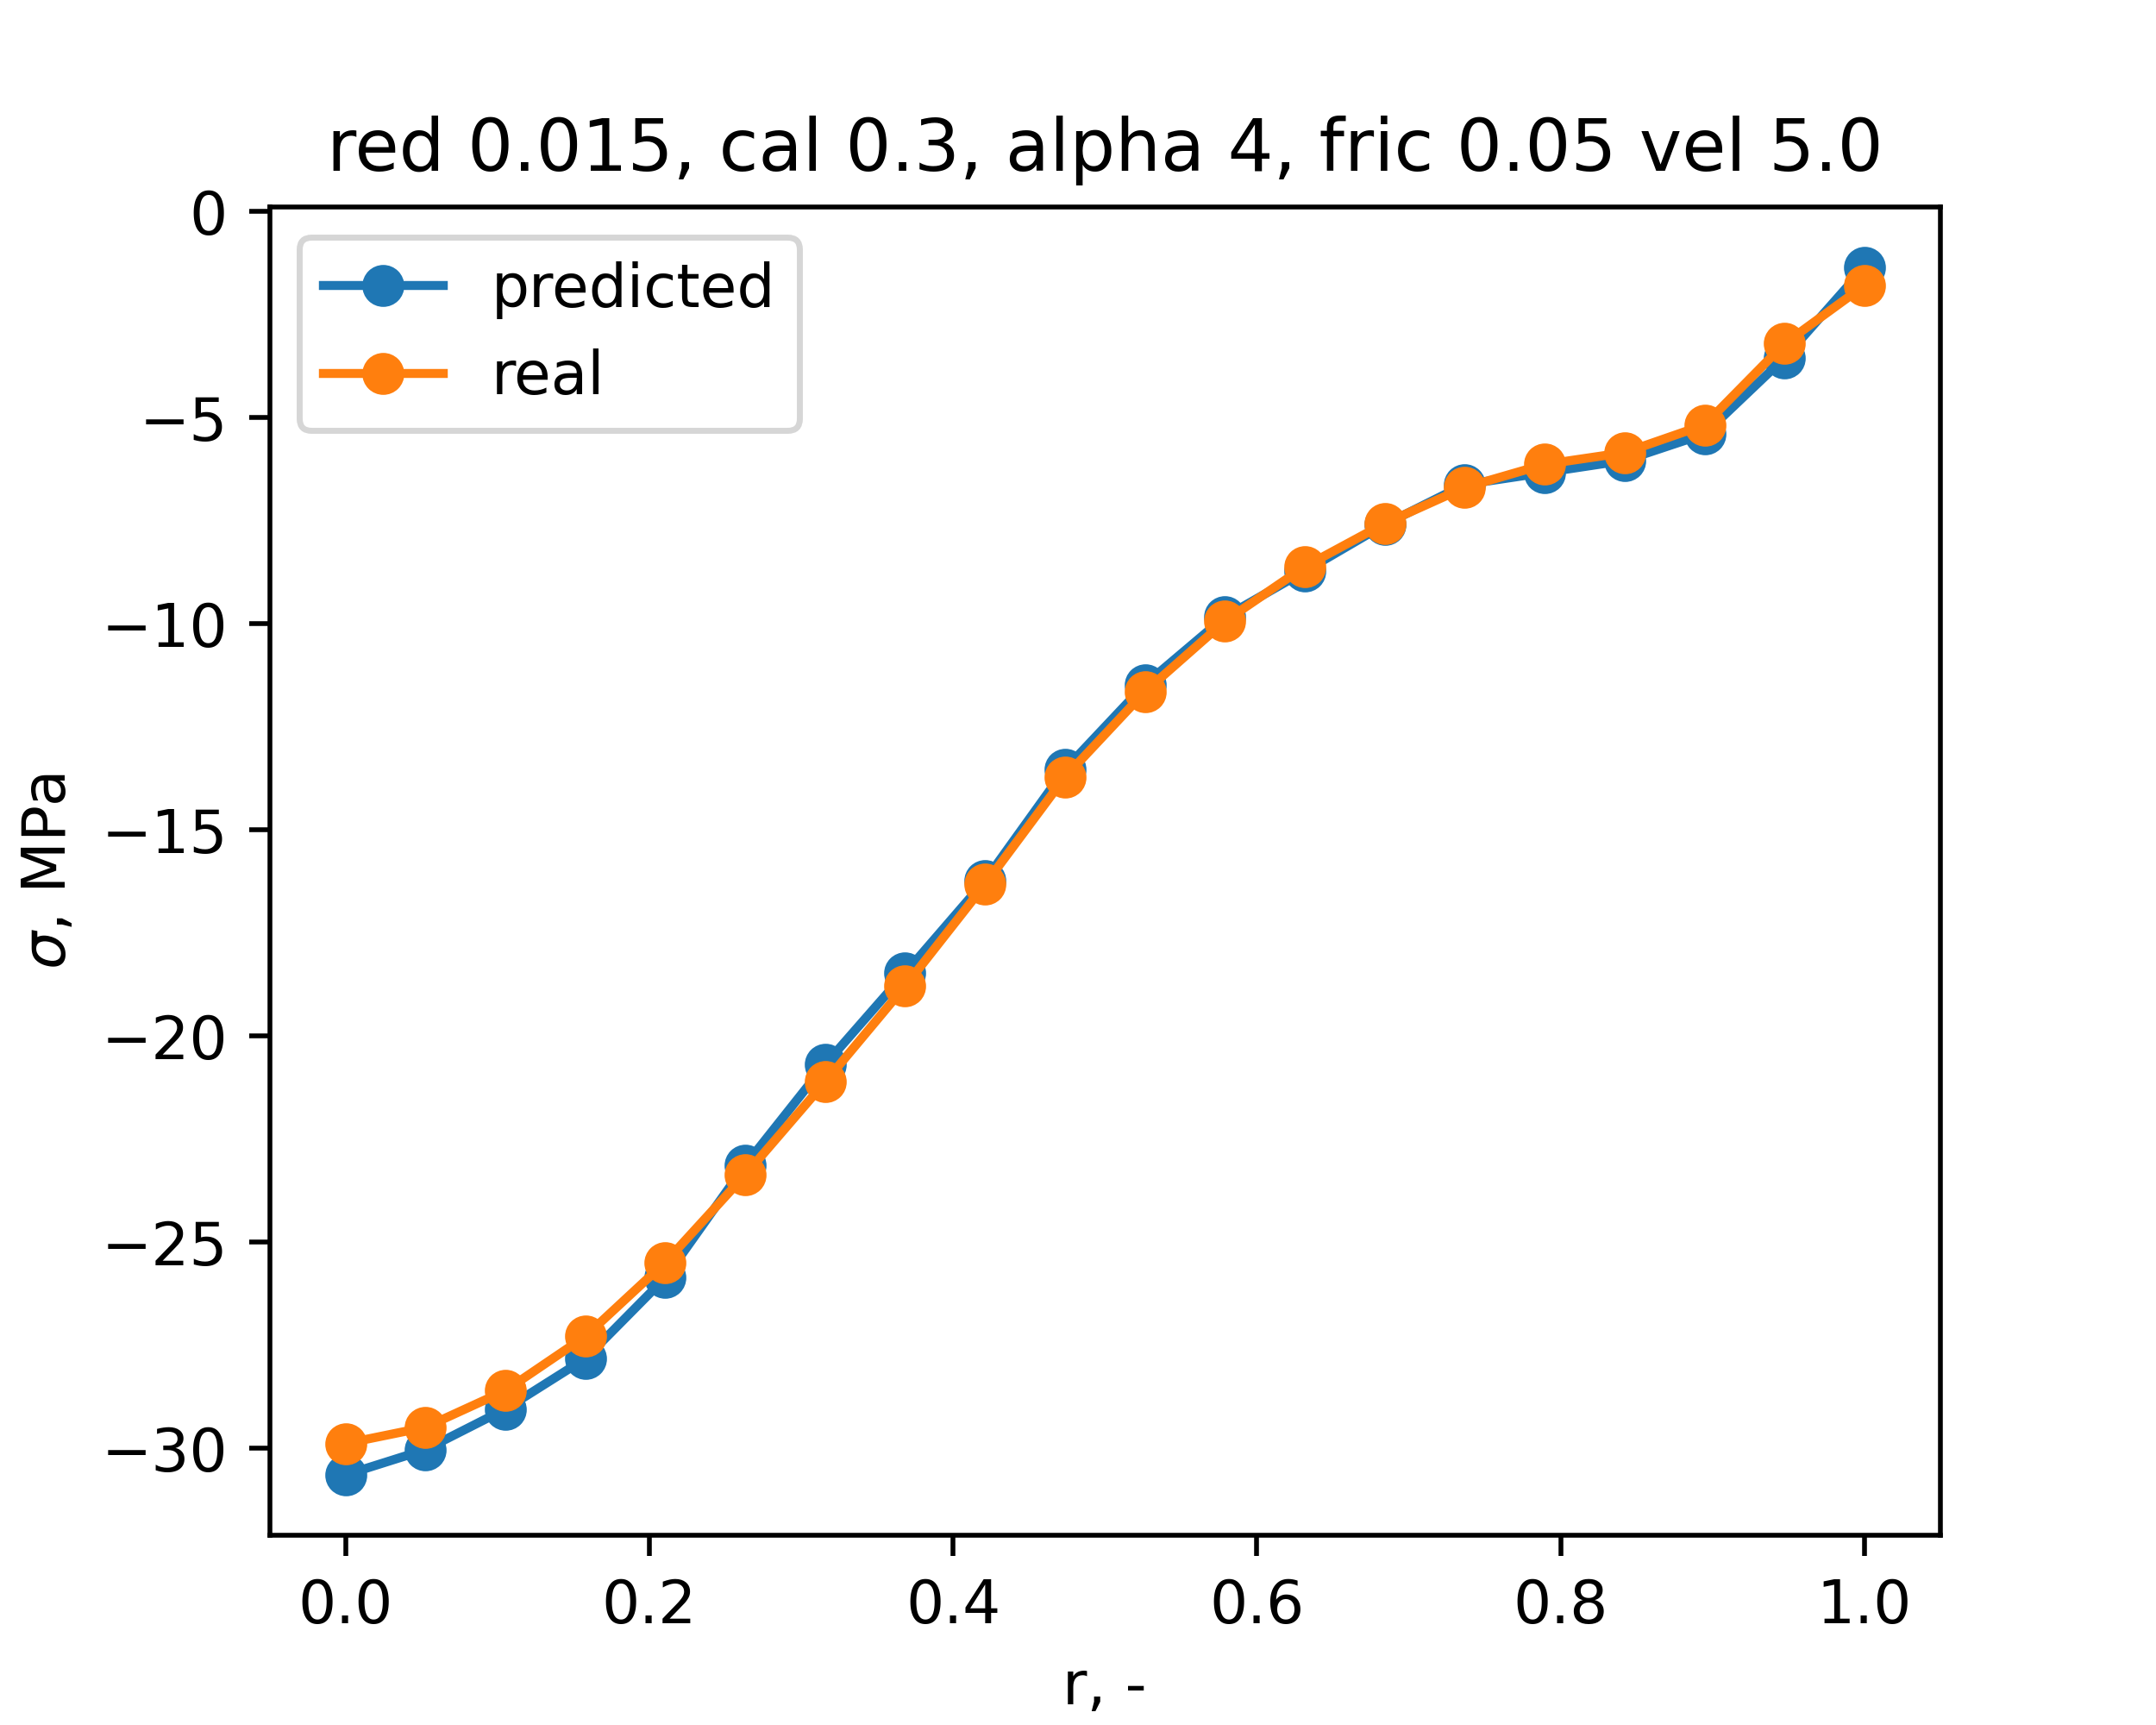 red 0.015, cal 0.3, alpha 4, fric 0.05 vel 5.0
predicted
real
0
−5
−10
−15
−20
−25
−30
σ, MPa
0.0 0.2 0.4 0.6 0.8 1.0
r, -